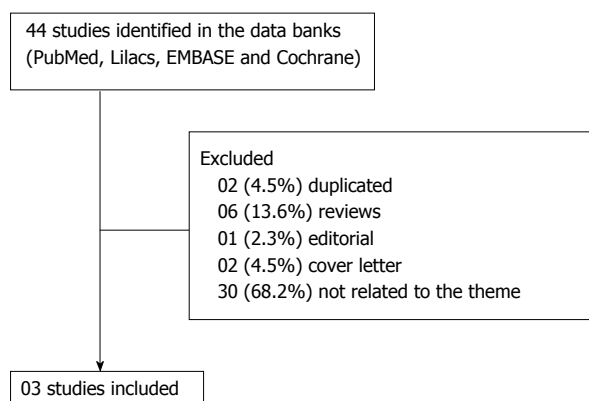 44 studies identified in the data banks
(PubMed, Lilacs, EMBASE and Cochrane)
Excluded
02 (4.5%) duplicated
06 (13.6%) reviews
01 (2.3%) editorial
02 (4.5%) cover letter
30 (68.2%) not related to the theme
03 studies included